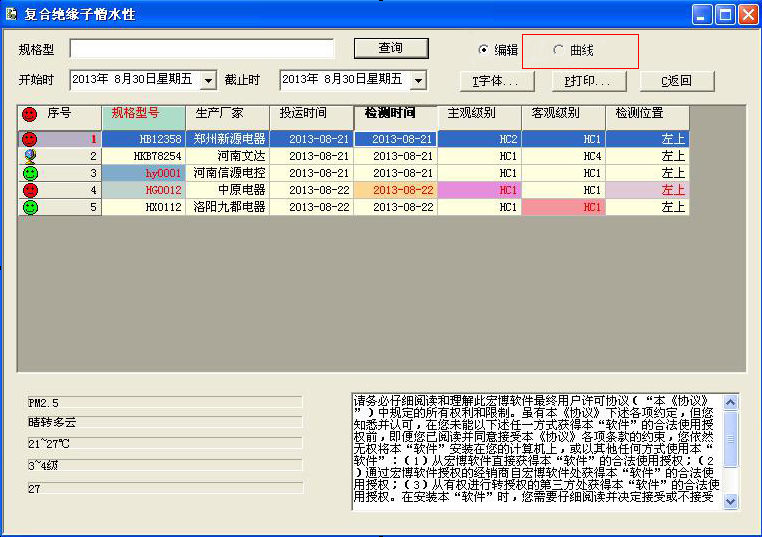 复合绝缘子憎水性
规格型 查询 编辑 曲线
开始时 2013年 8月30日星期五 截止时 2013年 8月30日星期五 T字体... P打印... C返回
序号 规格型号 生产厂家 投运时间 检测时间 主观级别 客观级别 检测位置
1 HB12358 郑州新源电器 2013-08-21 2013-08-21 HC2 HC1 左上
2 HKB78254 河南文达 2013-08-21 2013-08-21 HC1 HC4 左上
3 hy0001 河南信源电控 2013-08-21 2013-08-21 HC1 HC1 左上
4 HG0012 中原电器 2013-08-22 2013-08-22 HC1 HC1 左上
5 HX0112 洛阳九都电器 2013-08-22 2013-08-22 HC1 HC1 左上
PM2.5
晴转多云
21~27℃
3~4级
27
请务必仔细阅读和理解此宏博软件最终用户许可协议（“本《协议》
”）中规定的所有权利和限制。虽有本《协议》下述各项约定，但您
知悉并认可，在您未能以下述任一方式获得本“软件”的合法使用授
权前，即便您已阅读并同意接受本《协议》各项条款的约束，您依然
无权将本“软件”安装在您的计算机上，或以其他任何方式使用本“
软件”：（1）从宏博软件直接获得本“软件”的合法使用授权；（2
）通过宏博软件授权的经销商自宏博软件处获得本“软件”的合法使
用授权；（3）从有权进行转授权的第三方处获得本“软件”的合法使
用授权。在安装本“软件”时，您需要仔细阅读并决定接受或不接受